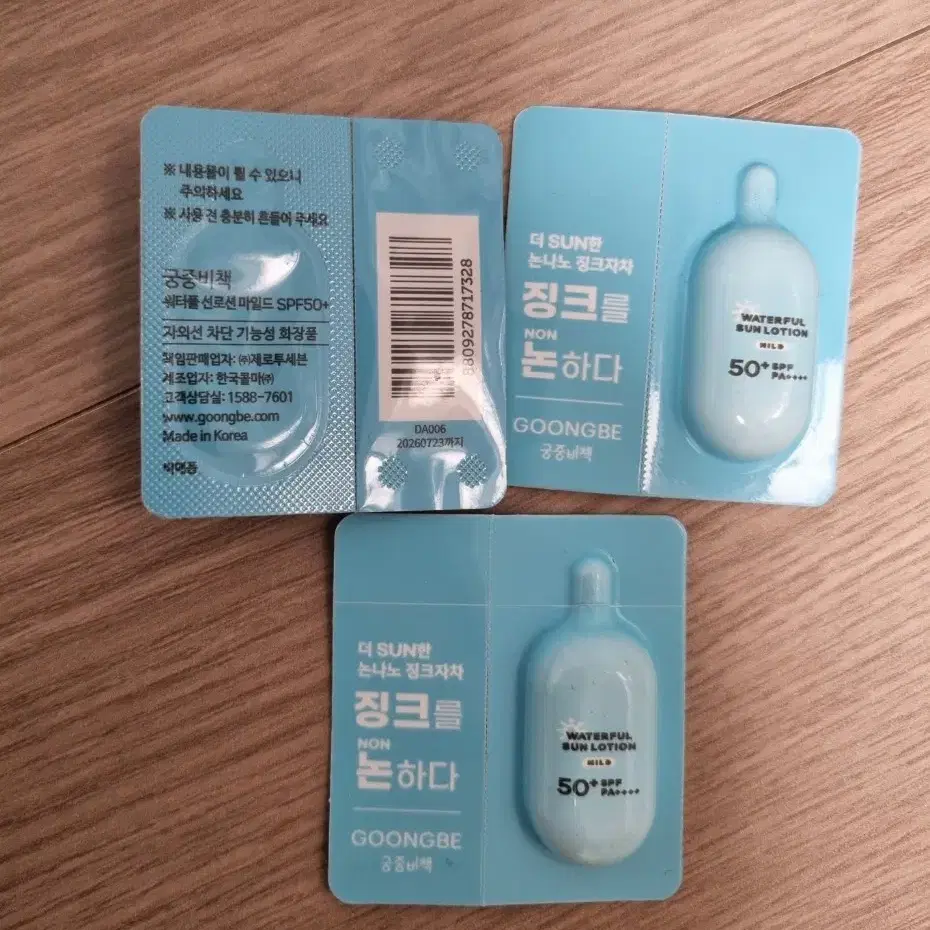 ※ 내용물이 튈 수 있으니
주의하세요
※ 사용 전 충분히 흔들어 주세요
궁중비책
워터풀 선로션 마일드 SPF50+
자외선 차단 기능성 화장품
책임판매업자: ㈜제로투세븐
제조업자: 한국콜마㈜
고객상담실: 1588-7601
www.goongbe.com
Made in Korea
비매품
8809278717328
DA006
20260723까지
더 SUN한
논나노 징크자차
징크를
NON
논하다
GOONGBE
궁중비책
WATERFUL
SUN LOTION
MILD
50+ SPF
PA++++
더 SUN한
논나노 징크자차
징크를
NON
논하다
GOONGBE
궁중비책
WATERFUL
SUN LOTION
MILD
50+ SPF
PA++++